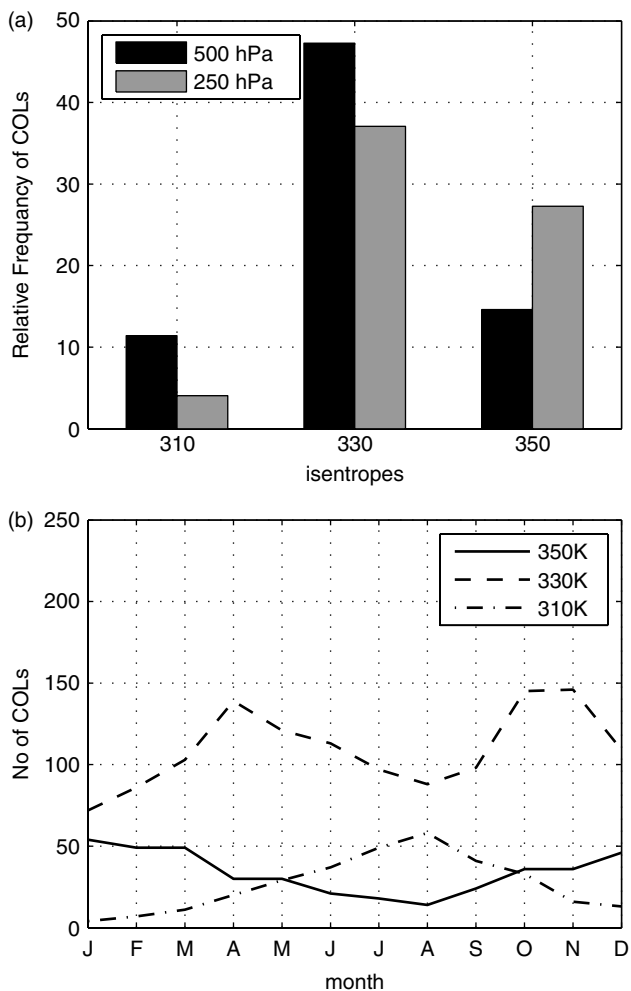 (a)
50
40
30
20
10
0
Relative Frequancy of COLs
500 hPa
250 hPa
310 330 350
isentropes
(b)
250
200
150
100
50
0
No of COLs
350K
330K
310K
J F M A M J J A S O N D
month